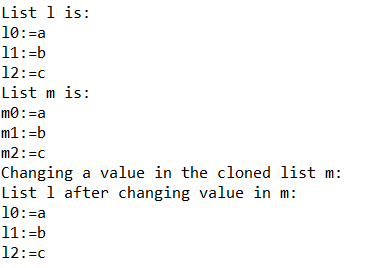 List l is:
l0:=a
l1:=b
l2:=c
List m is:
m0:=a
m1:=b
m2:=c
Changing a value in the cloned list m:
List l after changing value in m:
l0:=a
l1:=b
l2:=c